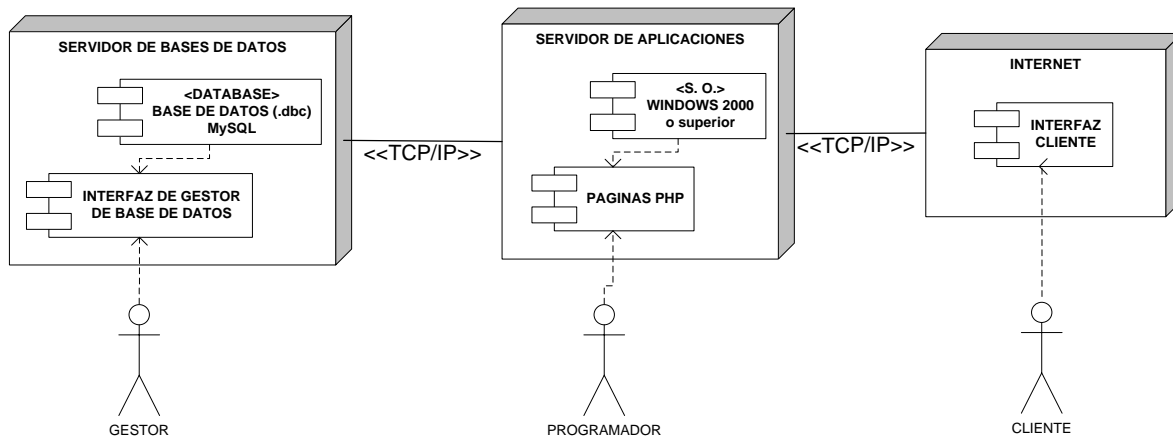 SERVIDOR DE BASES DE DATOS
<DATABASE>
BASE DE DATOS (.dbc)
MySQL
INTERFAZ DE GESTOR
DE BASE DE DATOS
<<TCP/IP>>
SERVIDOR DE APLICACIONES
<S. O.>
WINDOWS 2000
o superior
PAGINAS PHP
<<TCP/IP>>
INTERNET
INTERFAZ
CLIENTE
GESTOR
PROGRAMADOR
CLIENTE